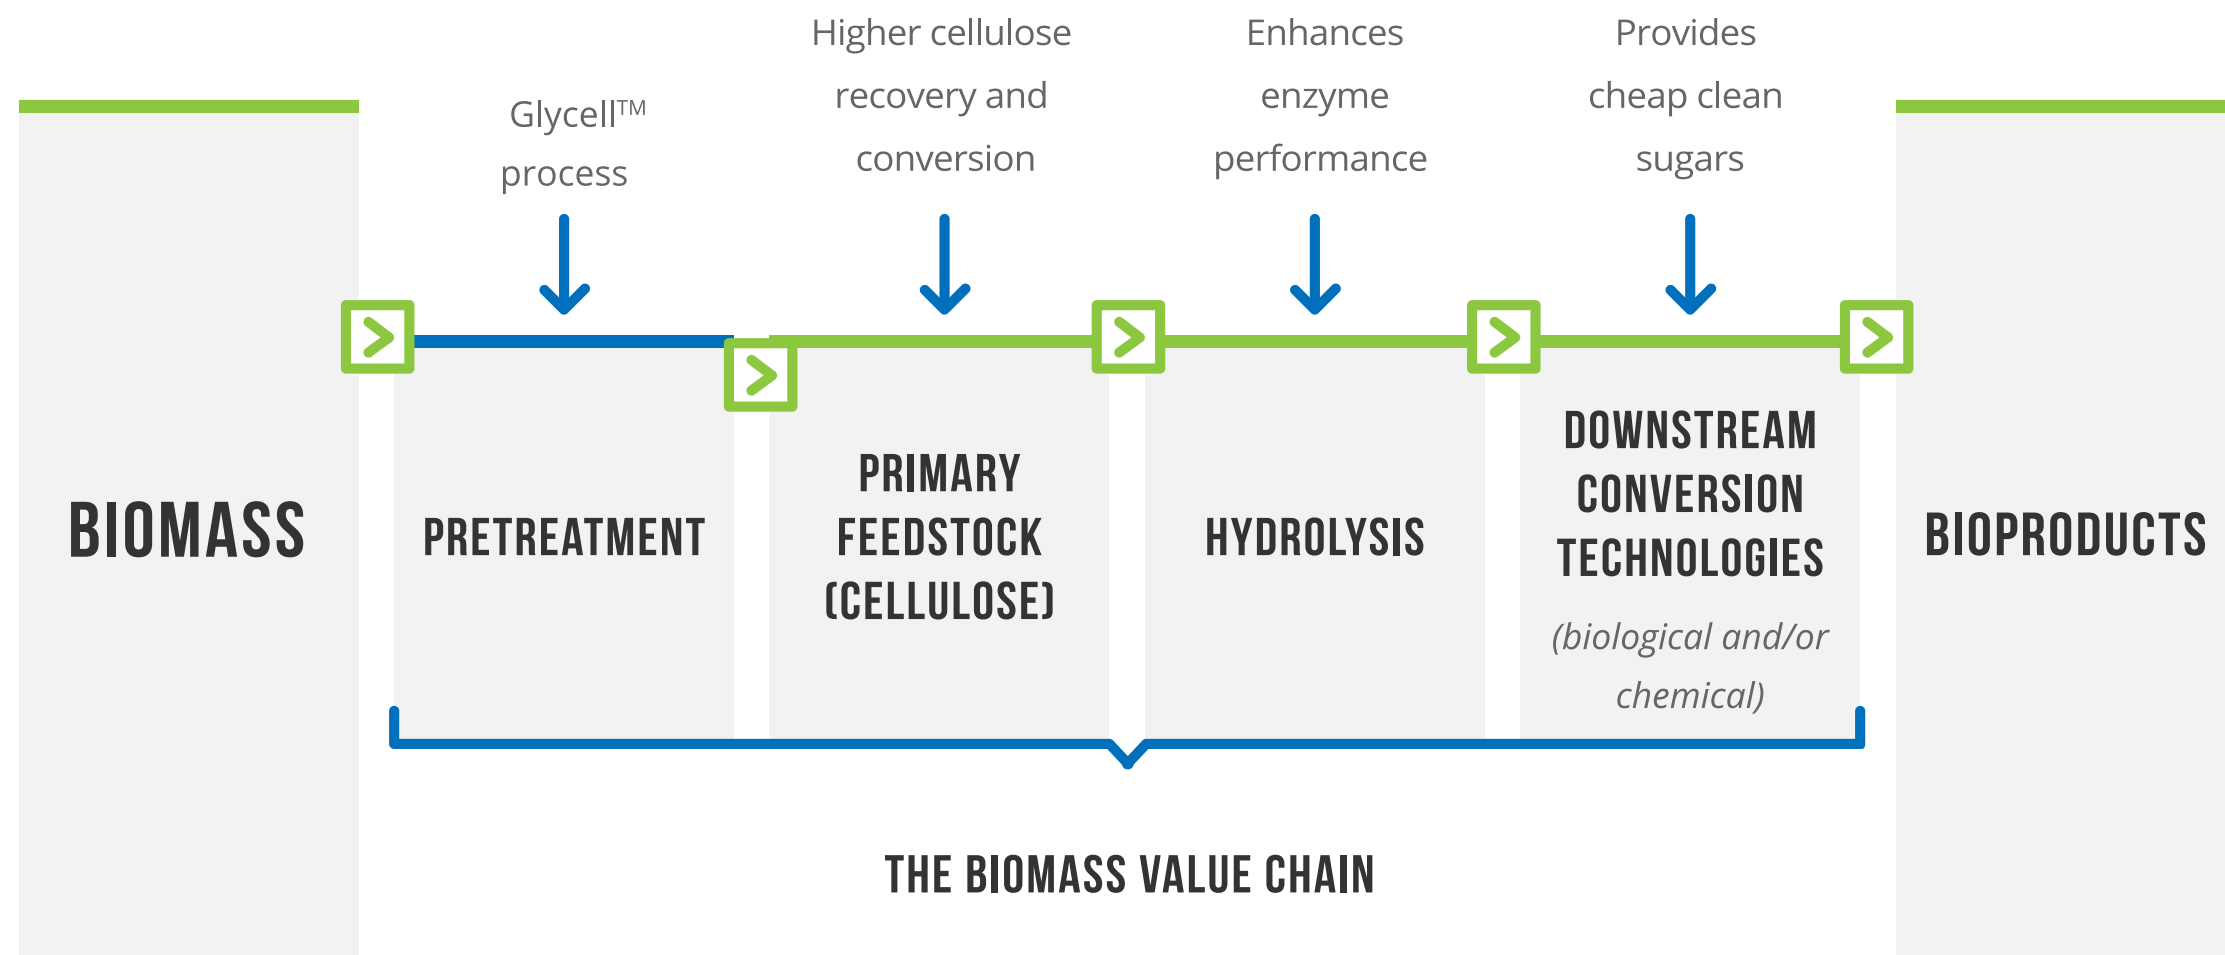 Glycell™
process
Higher cellulose
recovery and
conversion
Enhances
enzyme
performance
Provides
cheap clean
sugars
BIOMASS
PRETREATMENT
PRIMARY
FEEDSTOCK
(CELLULOSE)
HYDROLYSIS
DOWNSTREAM
CONVERSION
TECHNOLOGIES
(biological and/or
chemical)
BIOPRODUCTS
THE BIOMASS VALUE CHAIN